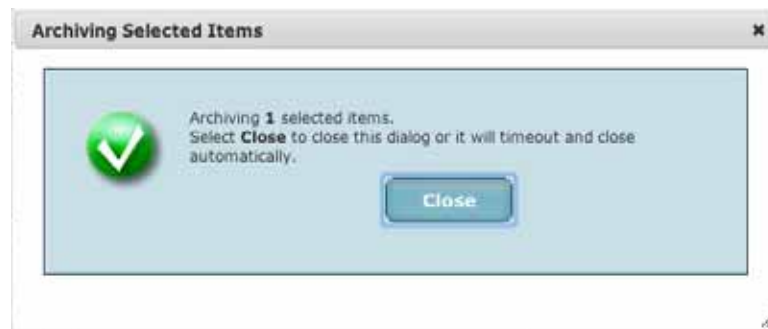 Archiving Selected Items
Archiving 1 selected items.
Select Close to close this dialog or it will timeout and close
automatically.
Close